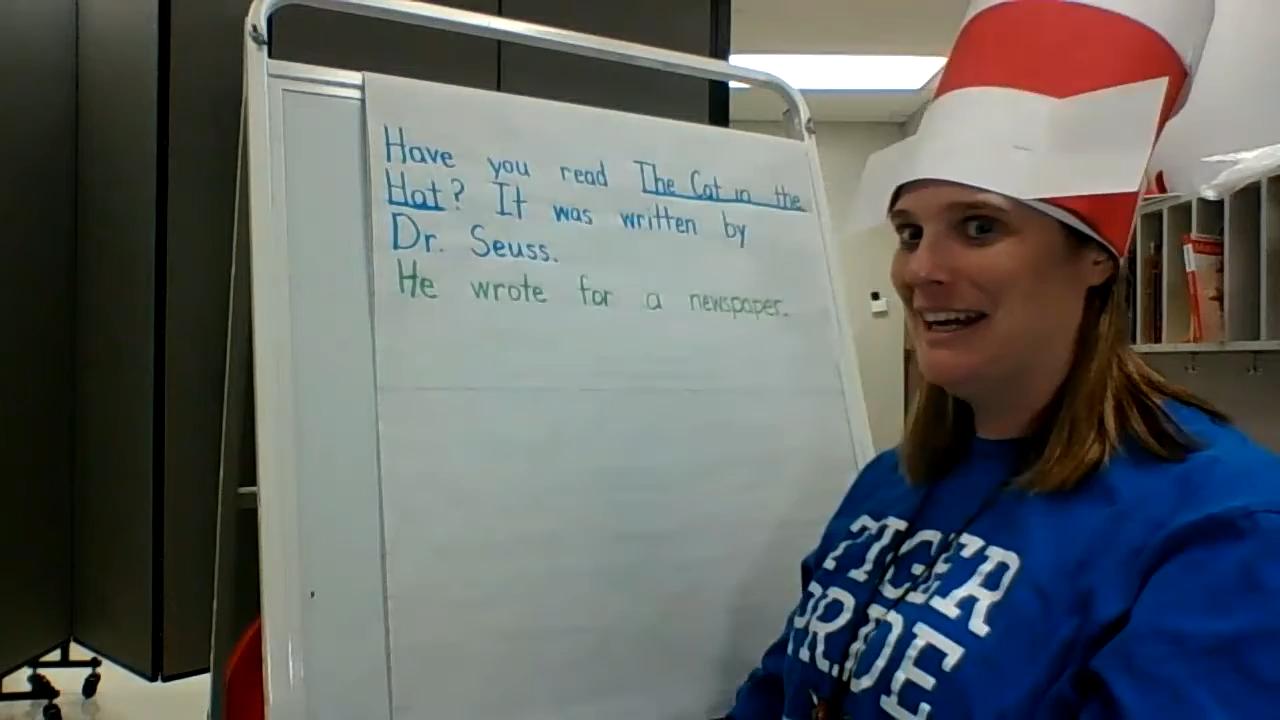 Have you read The Cat in the
Hat? It was written by
Dr. Seuss.
He wrote for a newspaper.
TIGER
PRIDE